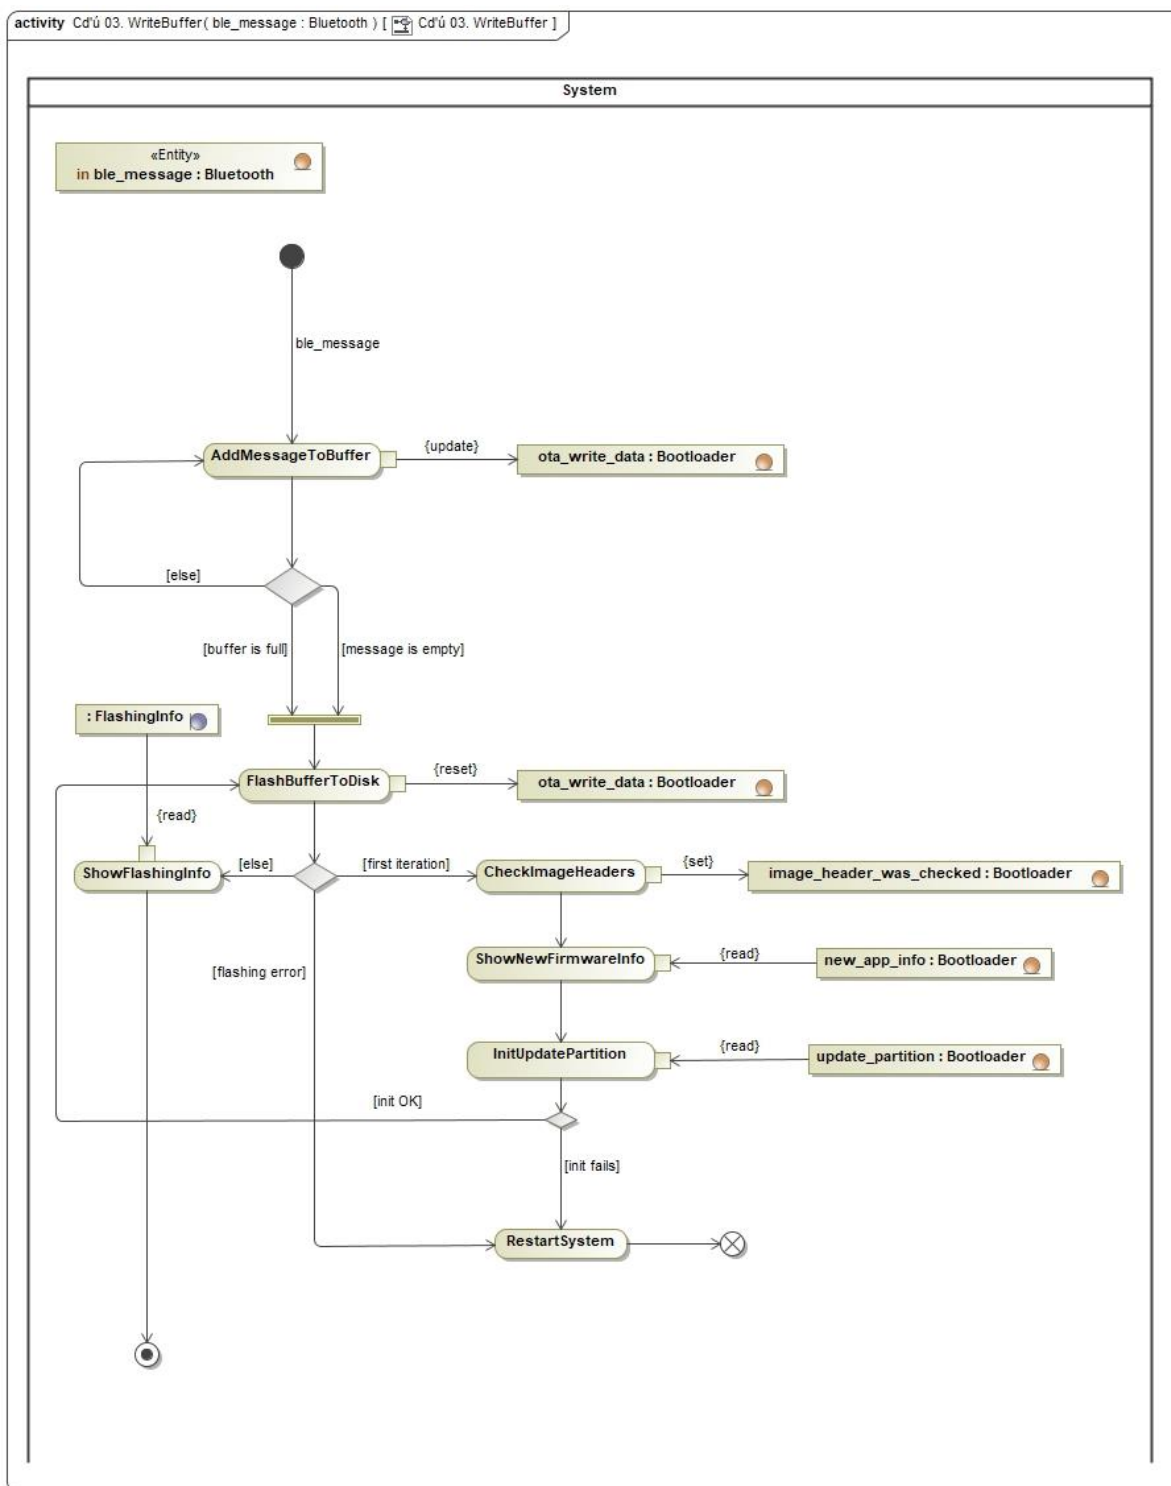 activity Cd'ú 03. WriteBuffer( ble_message : Bluetooth ) [ Cd'ú 03. WriteBuffer ]
System
«Entity»
in ble_message : Bluetooth
ble_message
AddMessageToBuffer
{update}
ota_write_data : Bootloader
[else]
[buffer is full]
[message is empty]
: FlashingInfo
FlashBufferToDisk
{reset}
ota_write_data : Bootloader
{read}
ShowFlashingInfo
[else]
[first iteration]
CheckImageHeaders
{set}
image_header_was_checked : Bootloader
[flashing error]
ShowNewFirmwareInfo
{read}
new_app_info : Bootloader
InitUpdatePartition
{read}
update_partition : Bootloader
[init OK]
[init fails]
RestartSystem